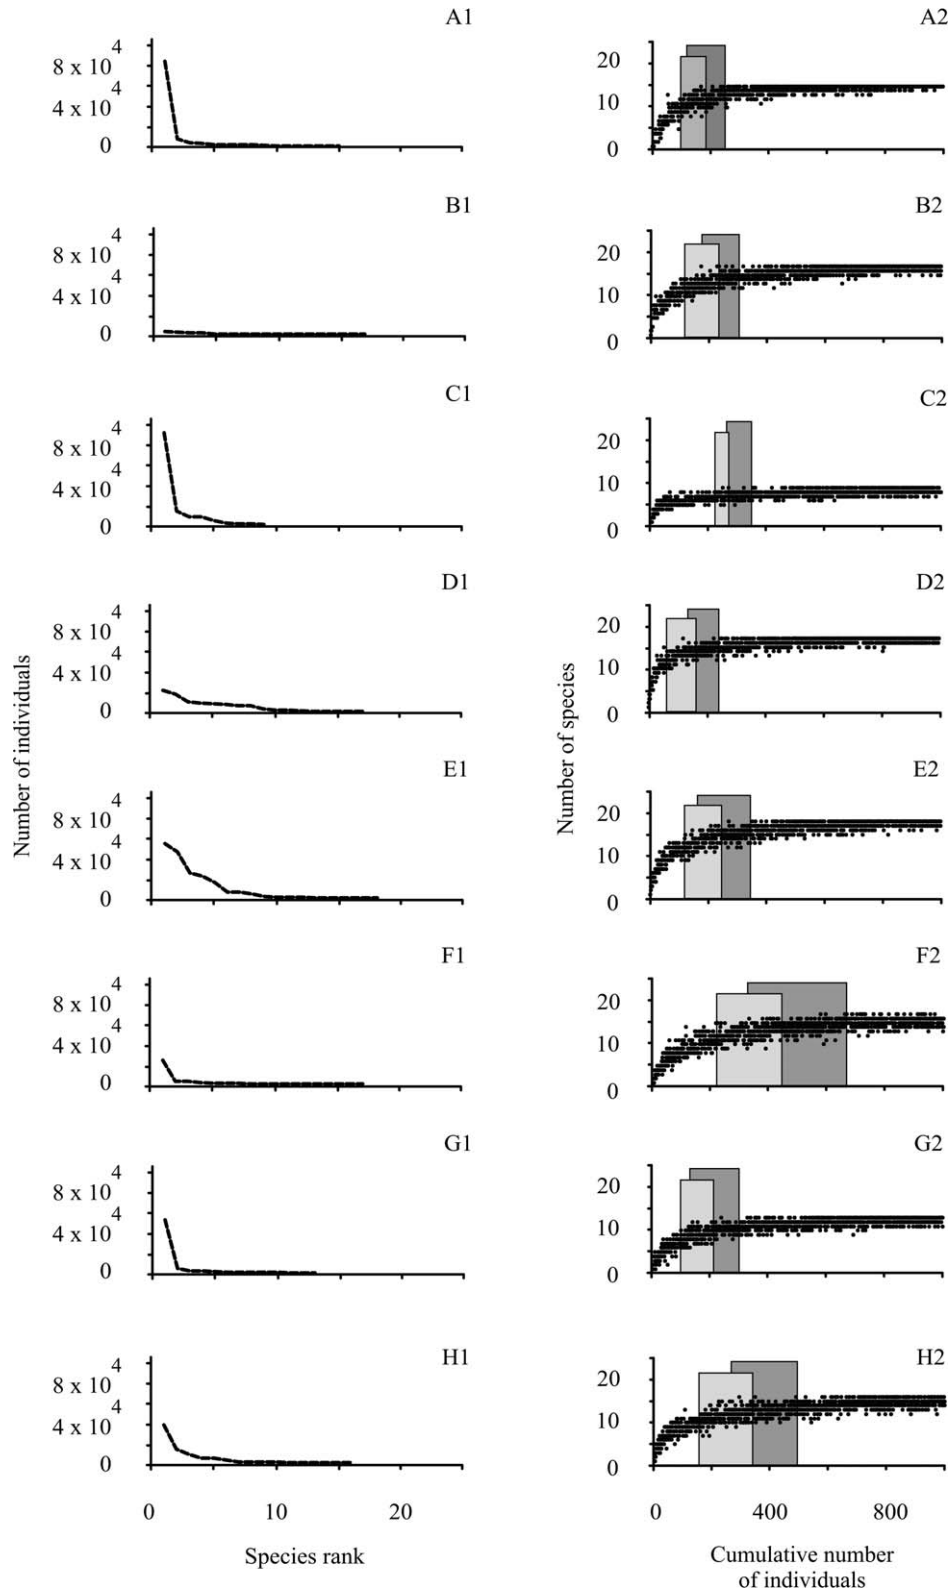 A1
A2
8 x 10 4
4 x 10 4
0
20
10
0
B1
B2
8 x 10 4
4 x 10 4
0
20
10
0
C1
C2
8 x 10 4
4 x 10 4
0
20
10
0
D1
D2
8 x 10 4
4 x 10 4
0
20
10
0
Number of individuals
Number of species
E1
E2
8 x 10 4
4 x 10 4
0
20
10
0
F1
F2
8 x 10 4
4 x 10 4
0
20
10
0
G1
G2
8 x 10 4
4 x 10 4
0
20
10
0
H1
H2
8 x 10 4
4 x 10 4
0
20
10
0
0 10 20
0 400 800
Species rank
Cumulative number
of individuals